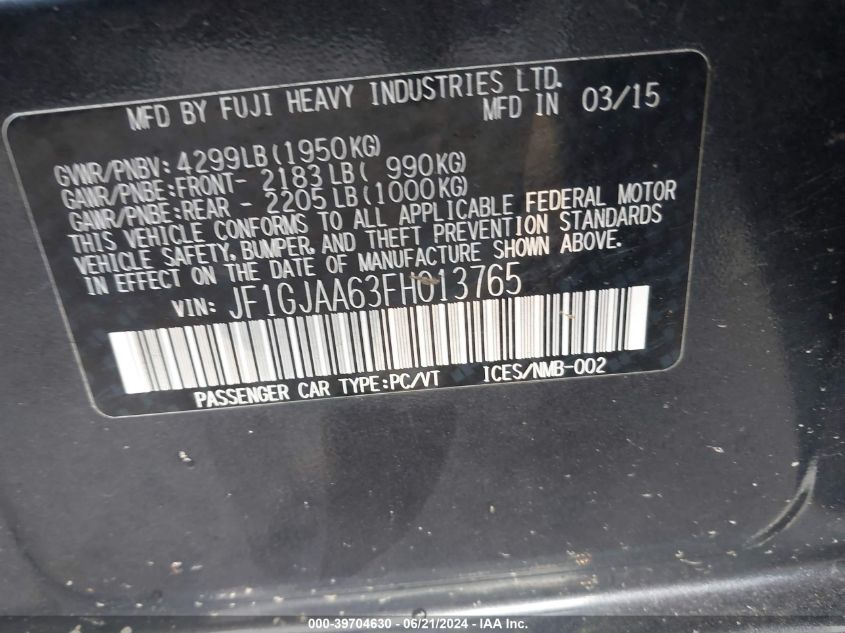 MFD BY FUJI HEAVY INDUSTRIES LTD.
MFD IN 03/15
GVWR/PNBV: 4299LB(1950KG)
GAWR/PNBE:FRONT- 2183LB( 990KG)
GAWR/PNBE:REAR - 2205LB(1000KG)
THIS VEHICLE CONFORMS TO ALL APPLICABLE FEDERAL MOTOR
VEHICLE SAFETY, BUMPER, AND THEFT PREVENTION STANDARDS
IN EFFECT ON THE DATE OF MANUFACTURE SHOWN ABOVE.
VIN: JF1GJAA63FH013765
PASSENGER CAR TYPE:PC/VT ICES/NMB-002
000-39704630 - 06/21/2024 - IAA Inc.